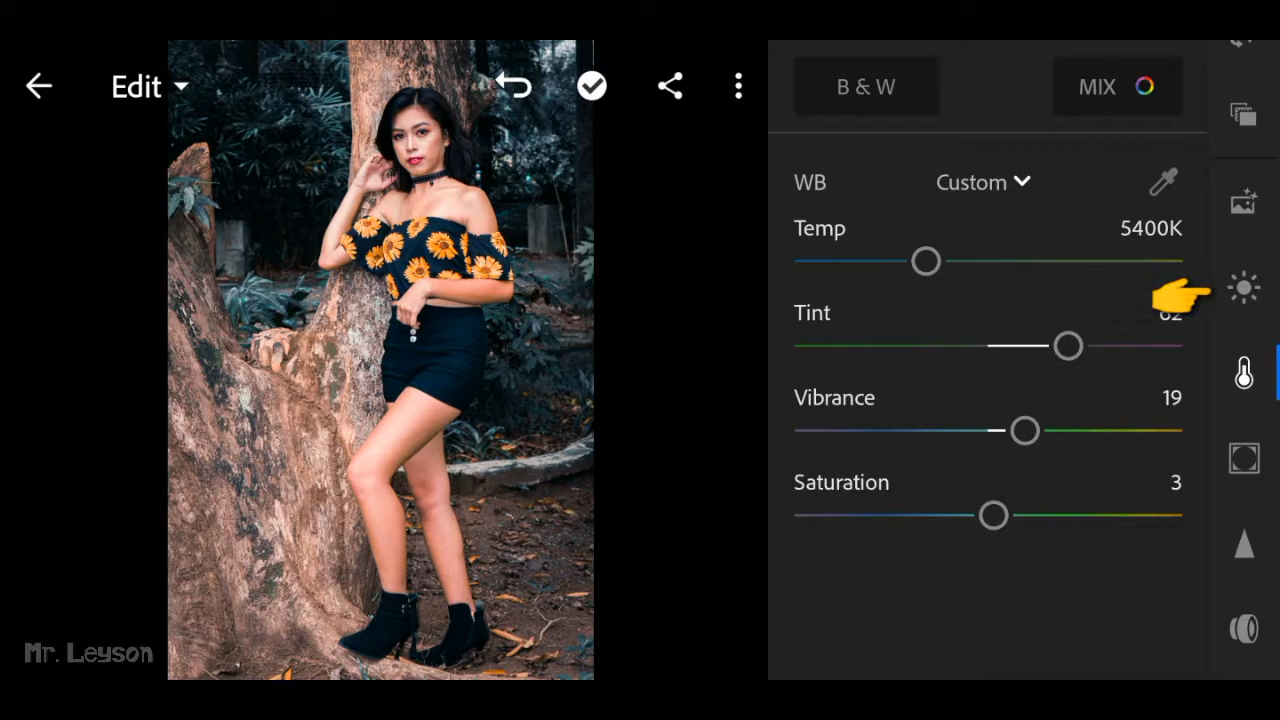 Edit
B & W
MIX
WB
Custom
Temp
5400K
Tint
Vibrance
19
Saturation
3
Mr. Leyson